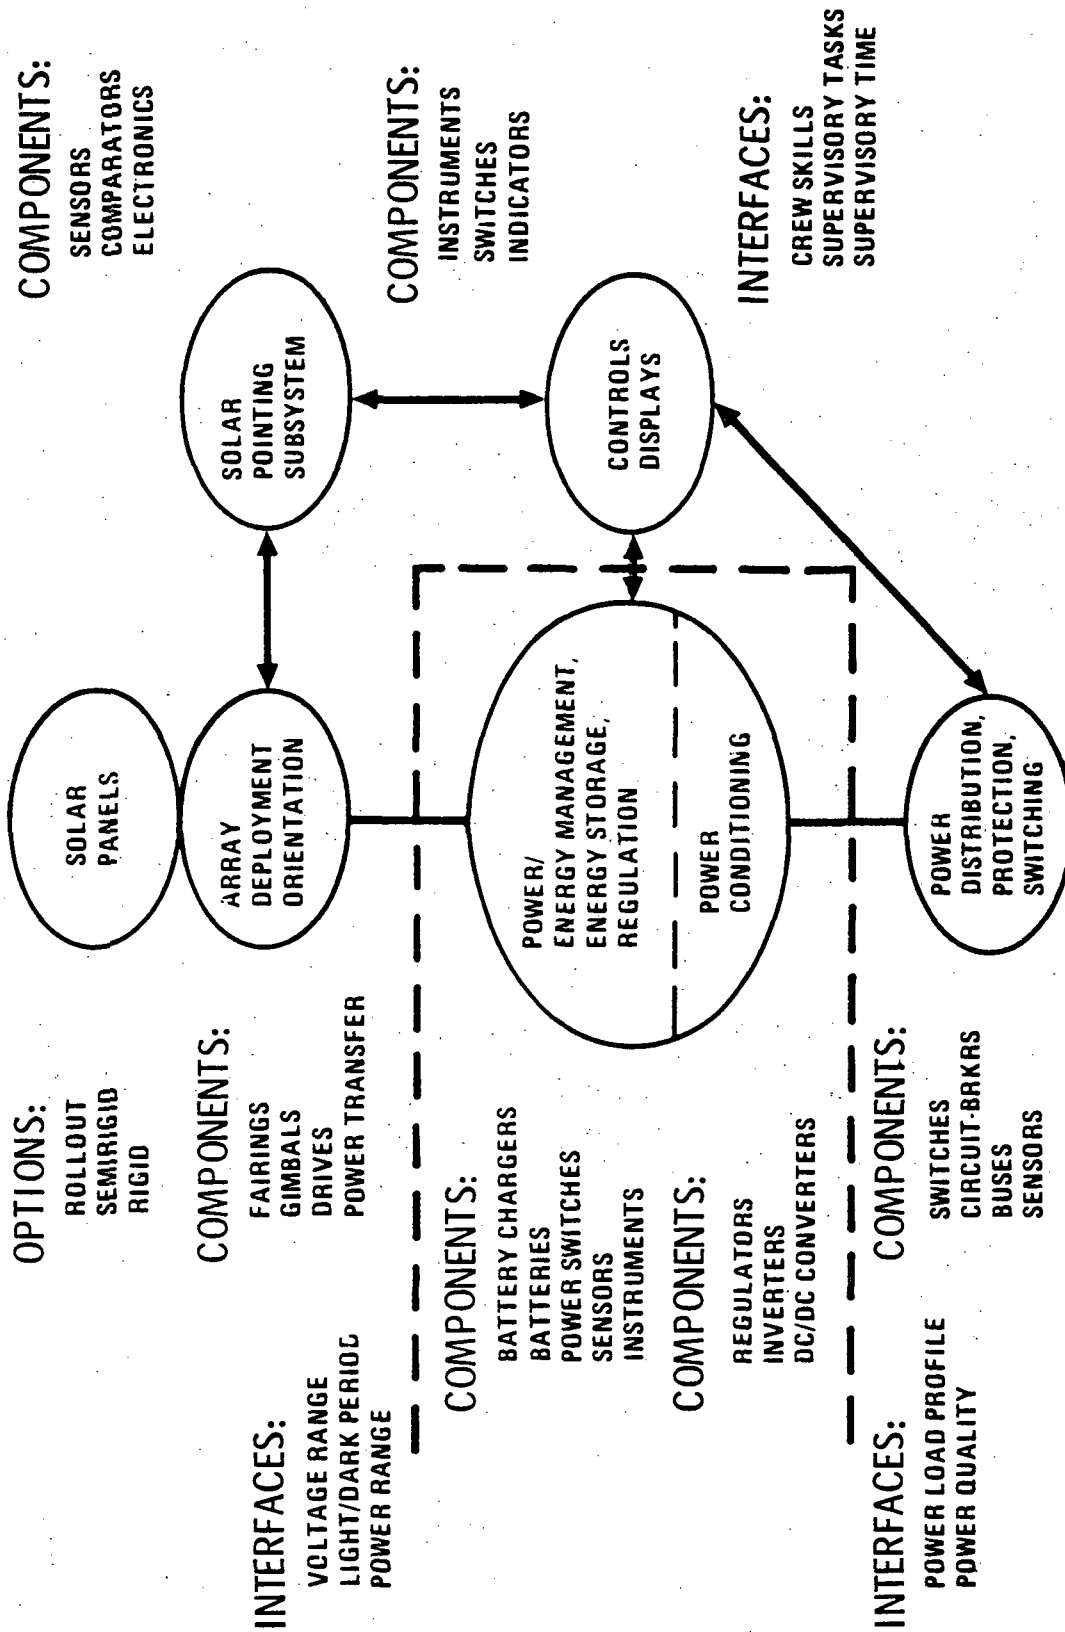 OPTIONS:
ROLLOUT
SEMIRIGID
RIGID
SOLAR
PANELS
COMPONENTS:
SENSORS
COMPARATORS
ELECTRONICS
COMPONENTS:
FAIRINGS
GIMBALS
DRIVES
POWER TRANSFER
ARRAY
DEPLOYMENT
ORIENTATION
SOLAR
POINTING
SUBSYSTEM
INTERFACES:
VOLTAGE RANGE
LIGHT/DARK PERIOD
POWER RANGE
COMPONENTS:
BATTERY CHARGERS
BATTERIES
POWER SWITCHES
SENSORS
INSTRUMENTS
POWER/
ENERGY MANAGEMENT,
ENERGY STORAGE,
REGULATION
COMPONENTS:
INSTRUMENTS
SWITCHES
INDICATORS
CONTROLS
DISPLAYS
COMPONENTS:
REGULATORS
INVERTERS
DC/DC CONVERTERS
POWER
CONDITIONING
INTERFACES:
CREW SKILLS
SUPERVISORY TASKS
SUPERVISORY TIME
INTERFACES:
POWER LOAD PROFILE
POWER QUALITY
COMPONENTS:
SWITCHES
CIRCUIT-BRKRS
BUSES
SENSORS
POWER
DISTRIBUTION,
PROTECTION,
SWITCHING